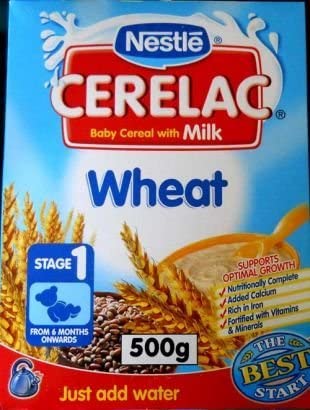 Nestlé®
CERELAC®
Baby Cereal with Milk
Wheat
STAGE 1
FROM 6 MONTHS
ONWARDS
SUPPORTS
OPTIMAL GROWTH
Nutritionally Complete
Added Calcium
Rich in Iron
Fortified with Vitamins
& Minerals
500g
THE
BEST
START
Just add water